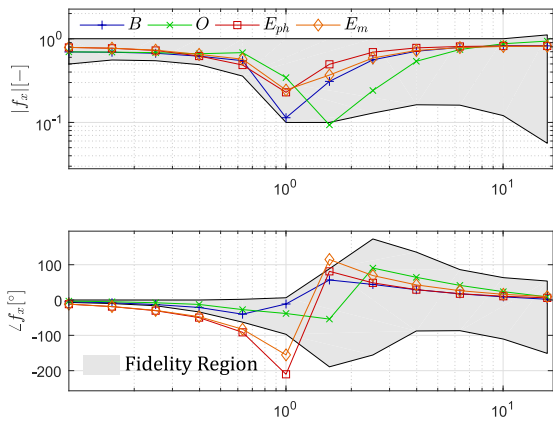 B O E_ph E_m
|f_x|[−]
10^0
10^-1
10^0 10^1
∠f_x[°]
100
0
-100
-200
Fidelity Region
10^0 10^1